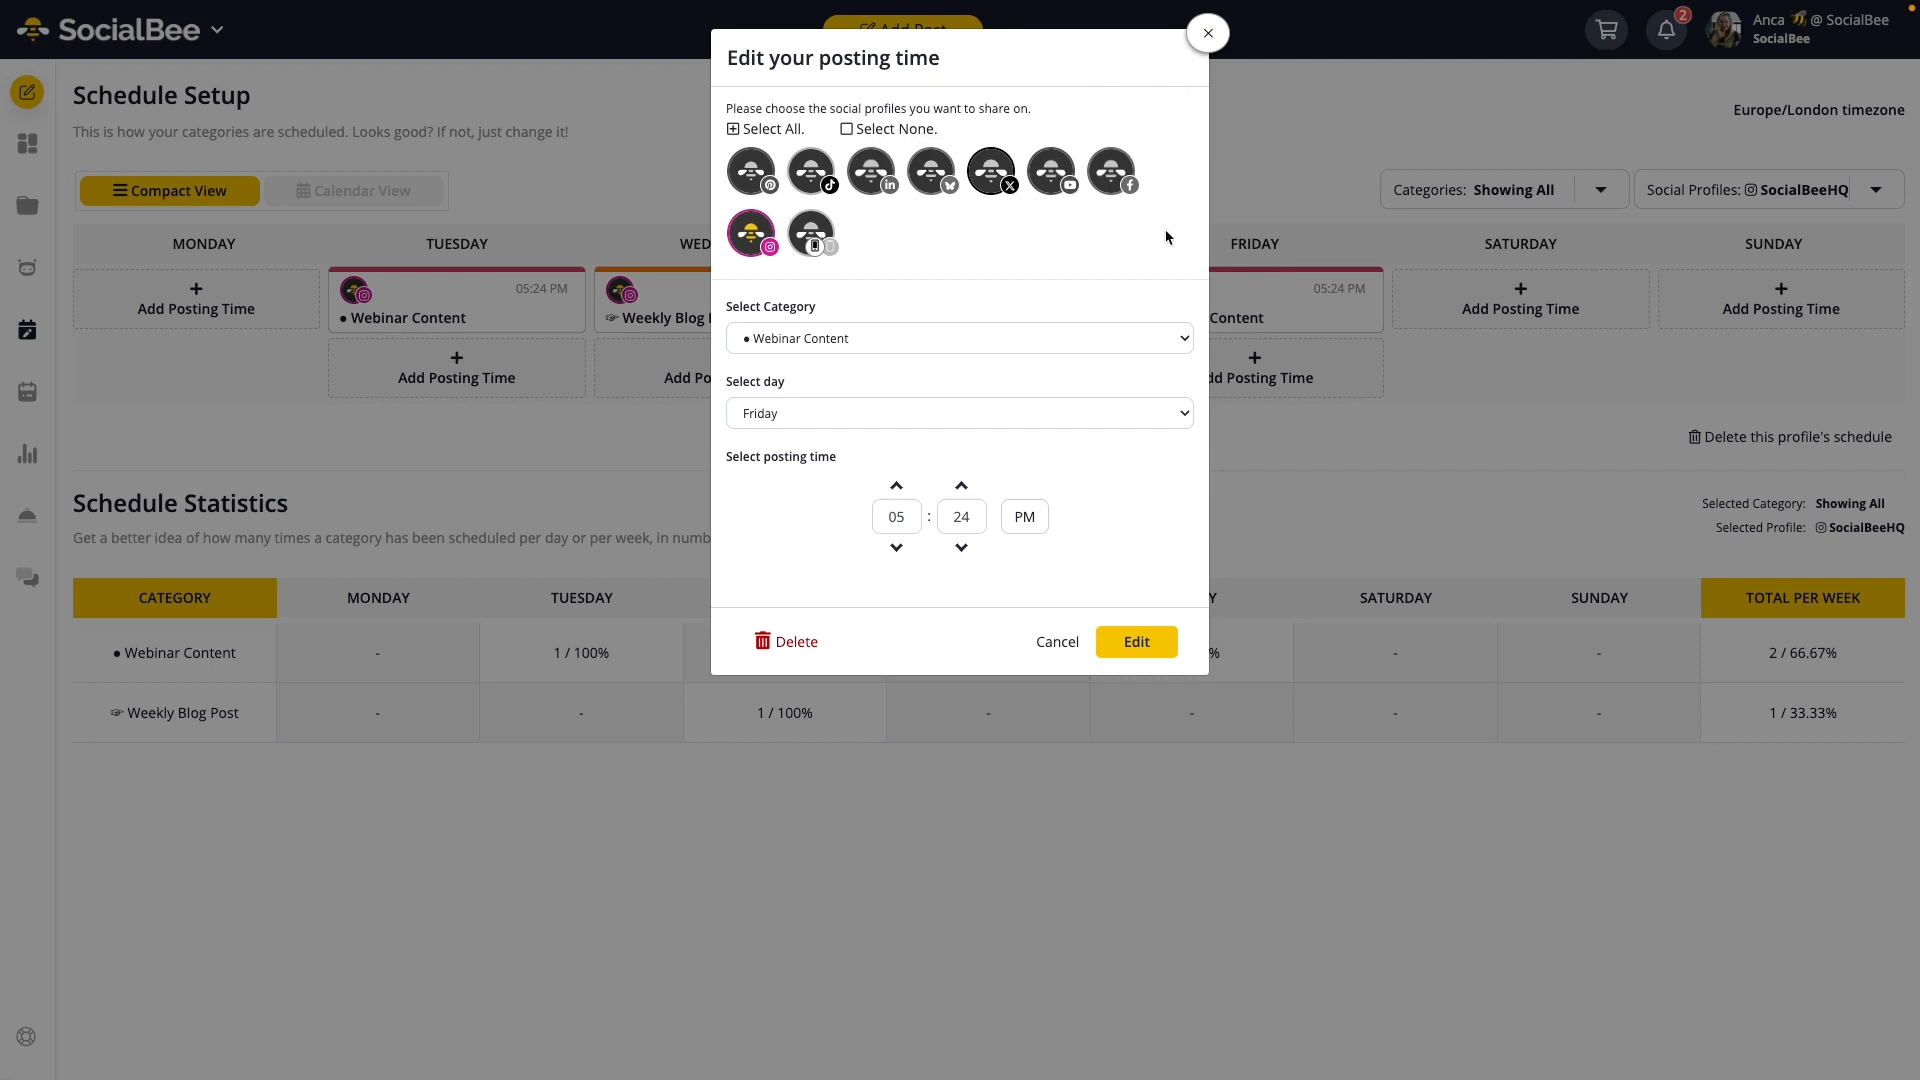 SocialBee
Add Post
2
Anca @ SocialBee
SocialBee
Edit your posting time
Schedule Setup
This is how your categories are scheduled. Looks good? If not, just change it!
Europe/London timezone
Please choose the social profiles you want to share on.
Select All.
Select None.
Compact View
Calendar View
Categories: Showing All
Social Profiles: SocialBeeHQ
MONDAY
TUESDAY
WED
FRIDAY
SATURDAY
SUNDAY
+
Add Posting Time
05:24 PM
● Webinar Content
☞ Weekly Blog
05:24 PM
Content
+
Add Posting Time
+
Add Posting Time
+
Add Posting Time
Add Po
+
dd Posting Time
Select Category
● Webinar Content
Select day
Friday
Select posting time
05 : 24 PM
Delete this profile's schedule
Schedule Statistics
Get a better idea of how many times a category has been scheduled per day or per week, in numb
Selected Category: Showing All
Selected Profile: SocialBeeHQ
Delete
Cancel
Edit
CATEGORY MONDAY TUESDAY Y SATURDAY SUNDAY TOTAL PER WEEK
● Webinar Content - 1 / 100% % - - 2 / 66.67%
☞ Weekly Blog Post - - 1 / 100% - - - - 1 / 33.33%